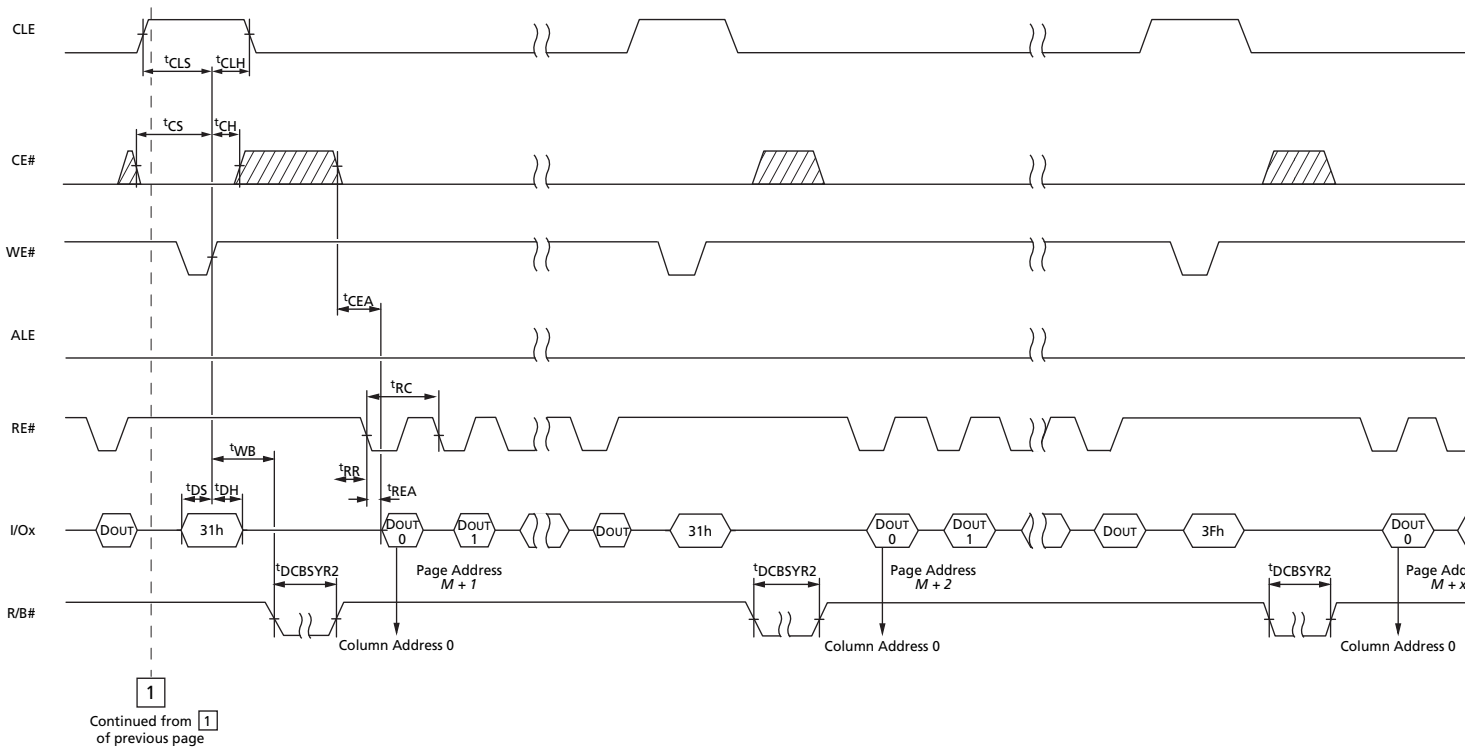 CLE
tCLS
tCLH
tCS
tCH
CE#
WE#
tCEA
ALE
tRC
RE#
tWB
tRR
tREA
tDS
tDH
I/Ox
DOUT
31h
DOUT 0
DOUT 1
DOUT
31h
DOUT 0
DOUT 1
DOUT
3Fh
DOUT 0
tDCBSYR2
Page Address
M + 1
tDCBSYR2
Page Address
M + 2
tDCBSYR2
Page Add
M + x
R/B#
Column Address 0
Column Address 0
Column Address 0
1
Continued from 1
of previous page